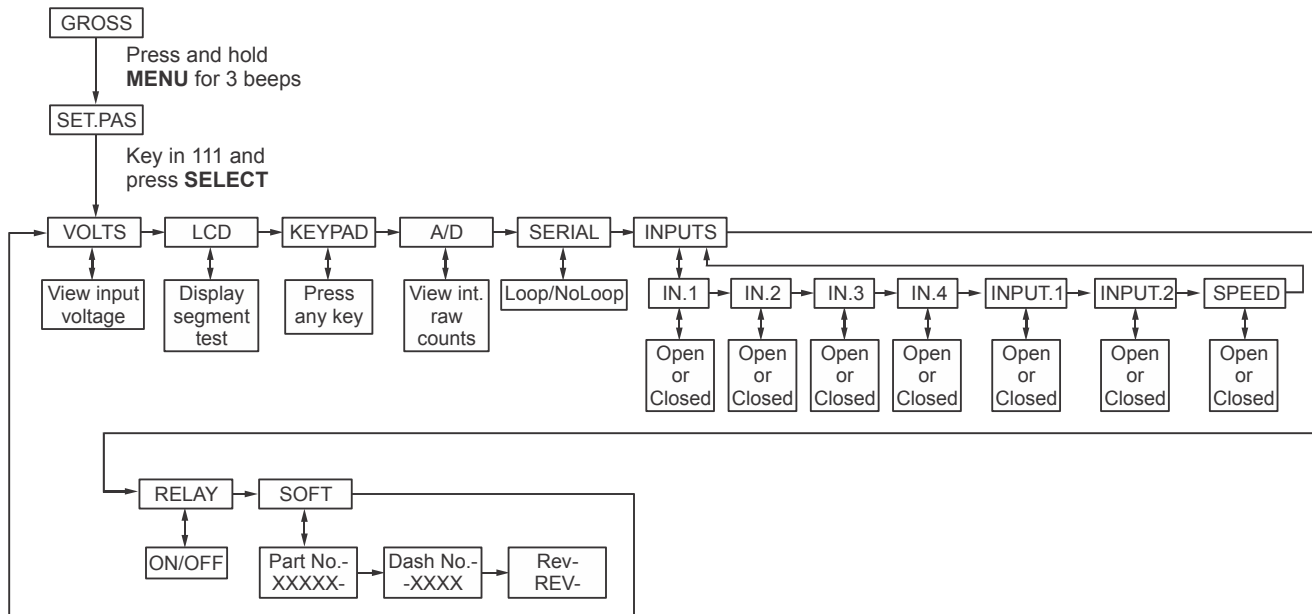 GROSS
Press and hold
MENU for 3 beeps
SET.PAS
Key in 111 and
press SELECT
VOLTS
LCD
KEYPAD
A/D
SERIAL
INPUTS
View input
voltage
Display
segment
test
Press
any key
View int.
raw
counts
Loop/NoLoop
IN.1
IN.2
IN.3
IN.4
INPUT.1
INPUT.2
SPEED
Open
or
Closed
Open
or
Closed
Open
or
Closed
Open
or
Closed
Open
or
Closed
Open
or
Closed
Open
or
Closed
RELAY
SOFT
ON/OFF
Part No.-
XXXXX-
Dash No.-
-XXXX
Rev-
REV-